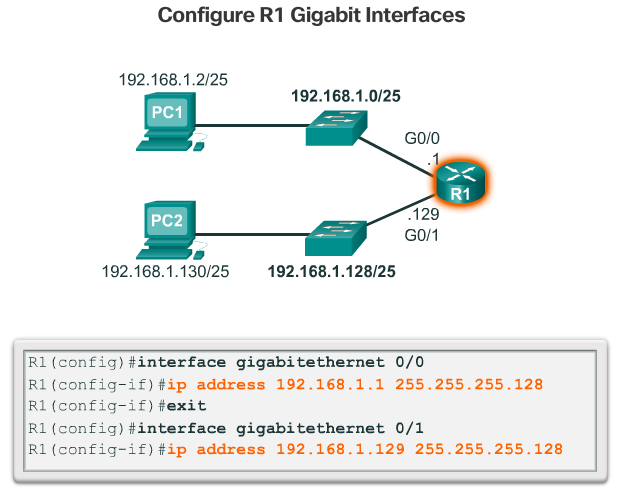 Configure R1 Gigabit Interfaces
192.168.1.2/25
PC1
192.168.1.0/25
G0/0
.1
R1
PC2
.129
G0/1
192.168.1.130/25
192.168.1.128/25
R1(config)#interface gigabitethernet 0/0
R1(config-if)#ip address 192.168.1.1 255.255.255.128
R1(config-if)#exit
R1(config)#interface gigabitethernet 0/1
R1(config-if)#ip address 192.168.1.129 255.255.255.128